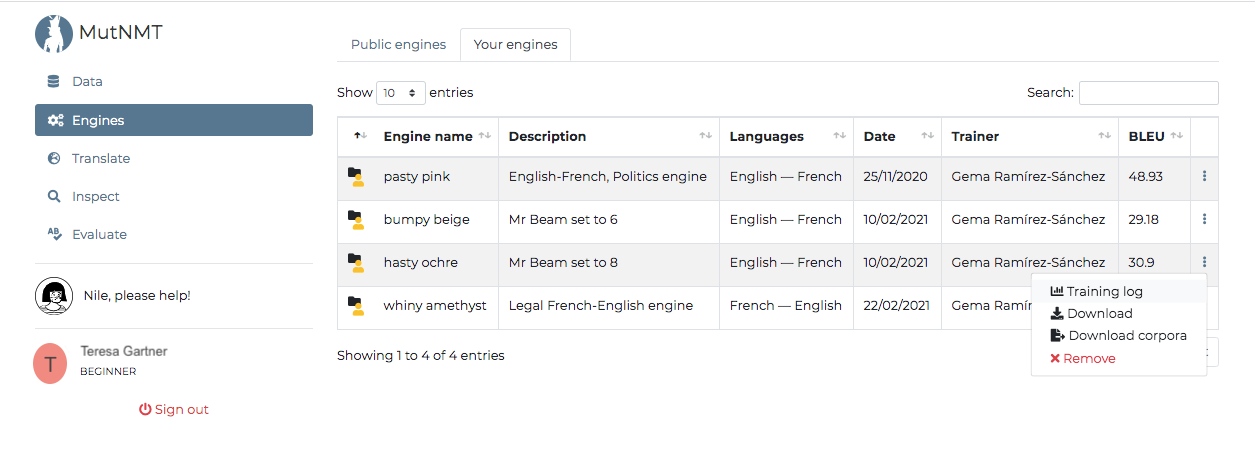 MutNMT
Data
Engines
Translate
Inspect
AB
Evaluate
Nile, please help!
T
Teresa Gartner
BEGINNER
Sign out
Public engines
Your engines
Show 10 entries
Search:
Engine name Description Languages Date Trainer BLEU
pasty pink English-French, Politics engine English — French 25/11/2020 Gema Ramírez-Sánchez 48.93
bumpy beige Mr Beam set to 6 English — French 10/02/2021 Gema Ramírez-Sánchez 29.18
hasty ochre Mr Beam set to 8 English — French 10/02/2021 Gema Ramírez-Sánchez 30.9
whiny amethyst Legal French-English engine French — English 22/02/2021 Gema
Training log
Download
Download corpora
Remove
Showing 1 to 4 of 4 entries